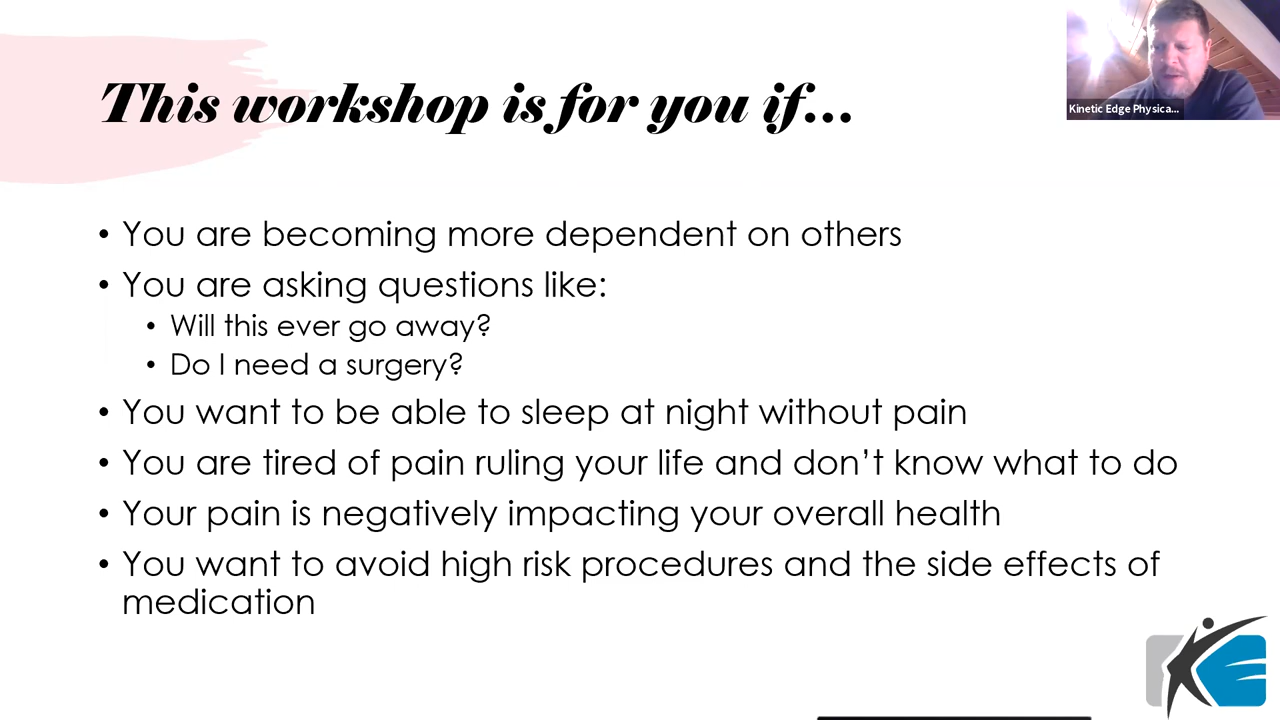 This workshop is for you if...
Kinetic Edge Physica...
• You are becoming more dependent on others
• You are asking questions like:
• Will this ever go away?
• Do I need a surgery?
• You want to be able to sleep at night without pain
• You are tired of pain ruling your life and don’t know what to do
• Your pain is negatively impacting your overall health
• You want to avoid high risk procedures and the side effects of
medication